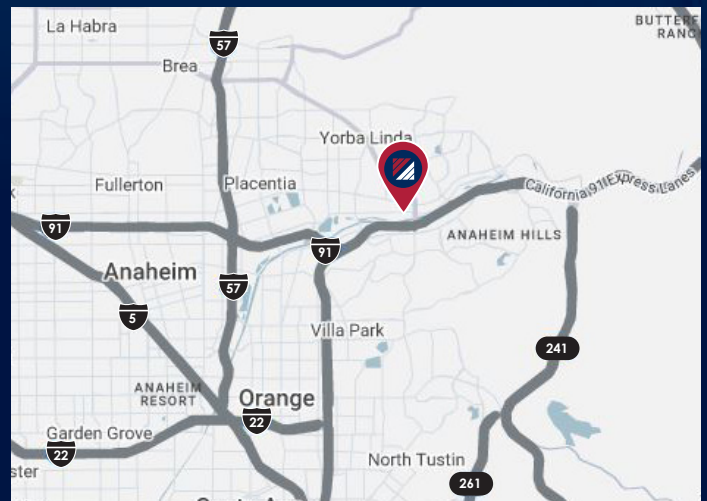 La Habra
57
BUTTERF
RANC
Brea
Yorba Linda
Fullerton
Placentia
California 91 Express Lanes
91
91
ANAHEIM HILLS
Anaheim
57
5
Villa Park
241
ANAHEIM
RESORT
Orange
22
Garden Grove
22
ster
North Tustin
261